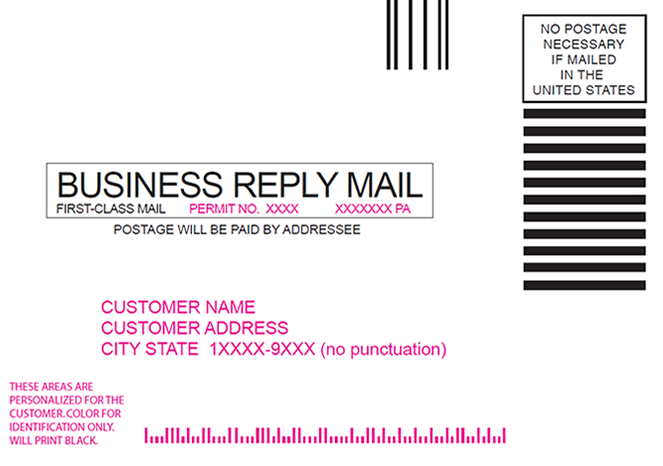 NO POSTAGE
NECESSARY
IF MAILED
IN THE
UNITED STATES
BUSINESS REPLY MAIL
FIRST-CLASS MAIL PERMIT NO. XXXX XXXXXXX PA
POSTAGE WILL BE PAID BY ADDRESSEE
CUSTOMER NAME
CUSTOMER ADDRESS
CITY STATE 1XXXX-9XXX (no punctuation)
THESE AREAS ARE
PERSONALIZED FOR THE
CUSTOMER. COLOR FOR
IDENTIFICATION ONLY.
WILL PRINT BLACK.